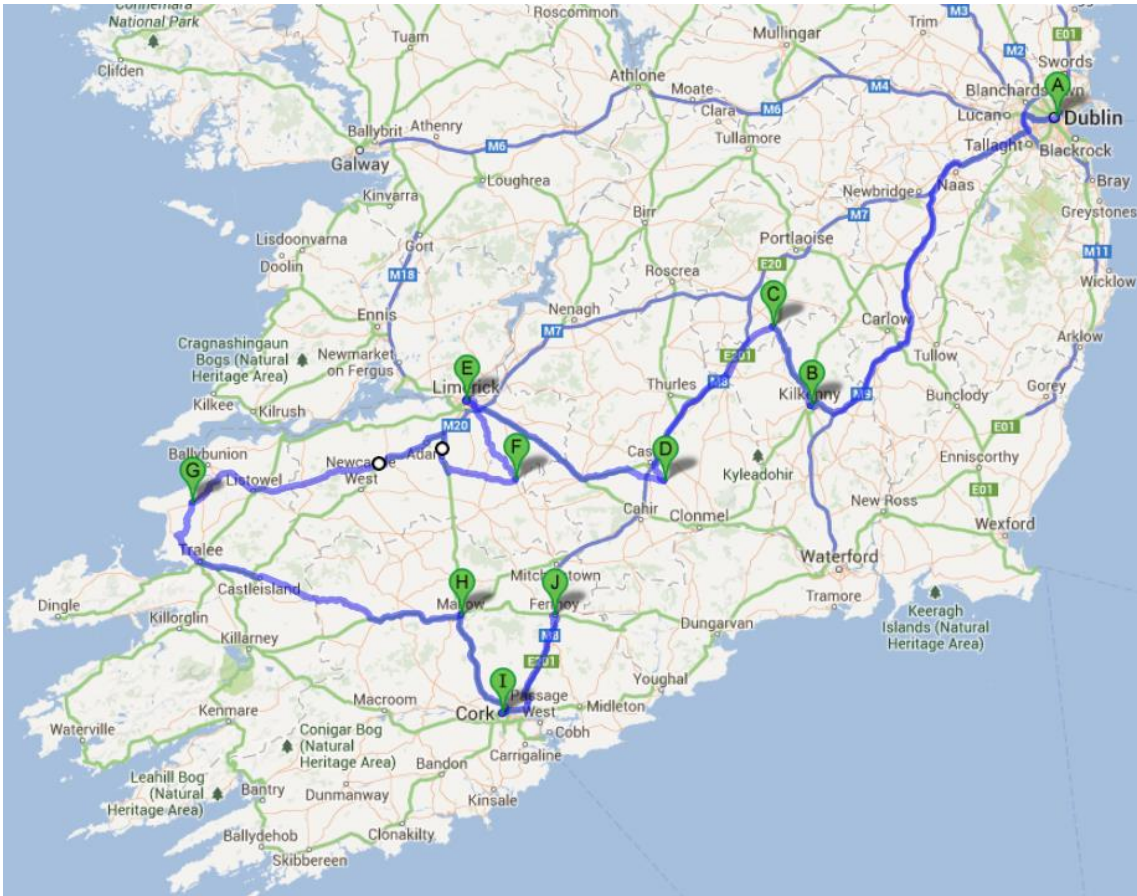 Connemara
National Park
Clifden
Tuam
Roscommon
Mullingar
Trim
M3
E01
M2
Swords
A
Athlone
Moate
Clara
M6
M4
Lucan
Dublin
Tallaght
Blackrock
Ballybrit
Athenry
M6
Galway
Loughrea
Tullamore
Bray
Naas
Newbridge
Greystones
Kinvarra
Birr
M7
M11
Portlaoise
Wicklow
Lisdoonvarna
Doolin
Gort
M18
Roscrea
E20
C
Nenagh
M7
Carlow
Arklow
Ennis
Tullow
Cragnashingaun
Bogs (Natural
Heritage Area)
Newmarket
on Fergus
E
Limerick
Thurles
M8
B
Kilkenny
M9
Gorey
Bunclody
Kilkee
Kilrush
M20
E01
F
D
Kyleadohir
Enniscorthy
Ballybunion
G
Listowel
Newcastle
West
Cahir
Clonmel
New Ross
E01
Wexford
Tralee
Waterford
Castleisland
Mitchelstown
Tramore
Dingle
Killorglin
H
Mallow
J
Fermoy
M8
Keeragh
Islands (Natural
Heritage Area)
Killarney
Dungarvan
E201
I
Youghal
Macroom
Cork
Passage
West
Midleton
Cobh
Kenmare
Waterville
Conigar Bog
(Natural
Heritage Area)
Carrigaline
Bandon
Leahill Bog
(Natural
Heritage Area)
Bantry
Dunmanway
Kinsale
Ballydehob
Clonakilty
Skibbereen